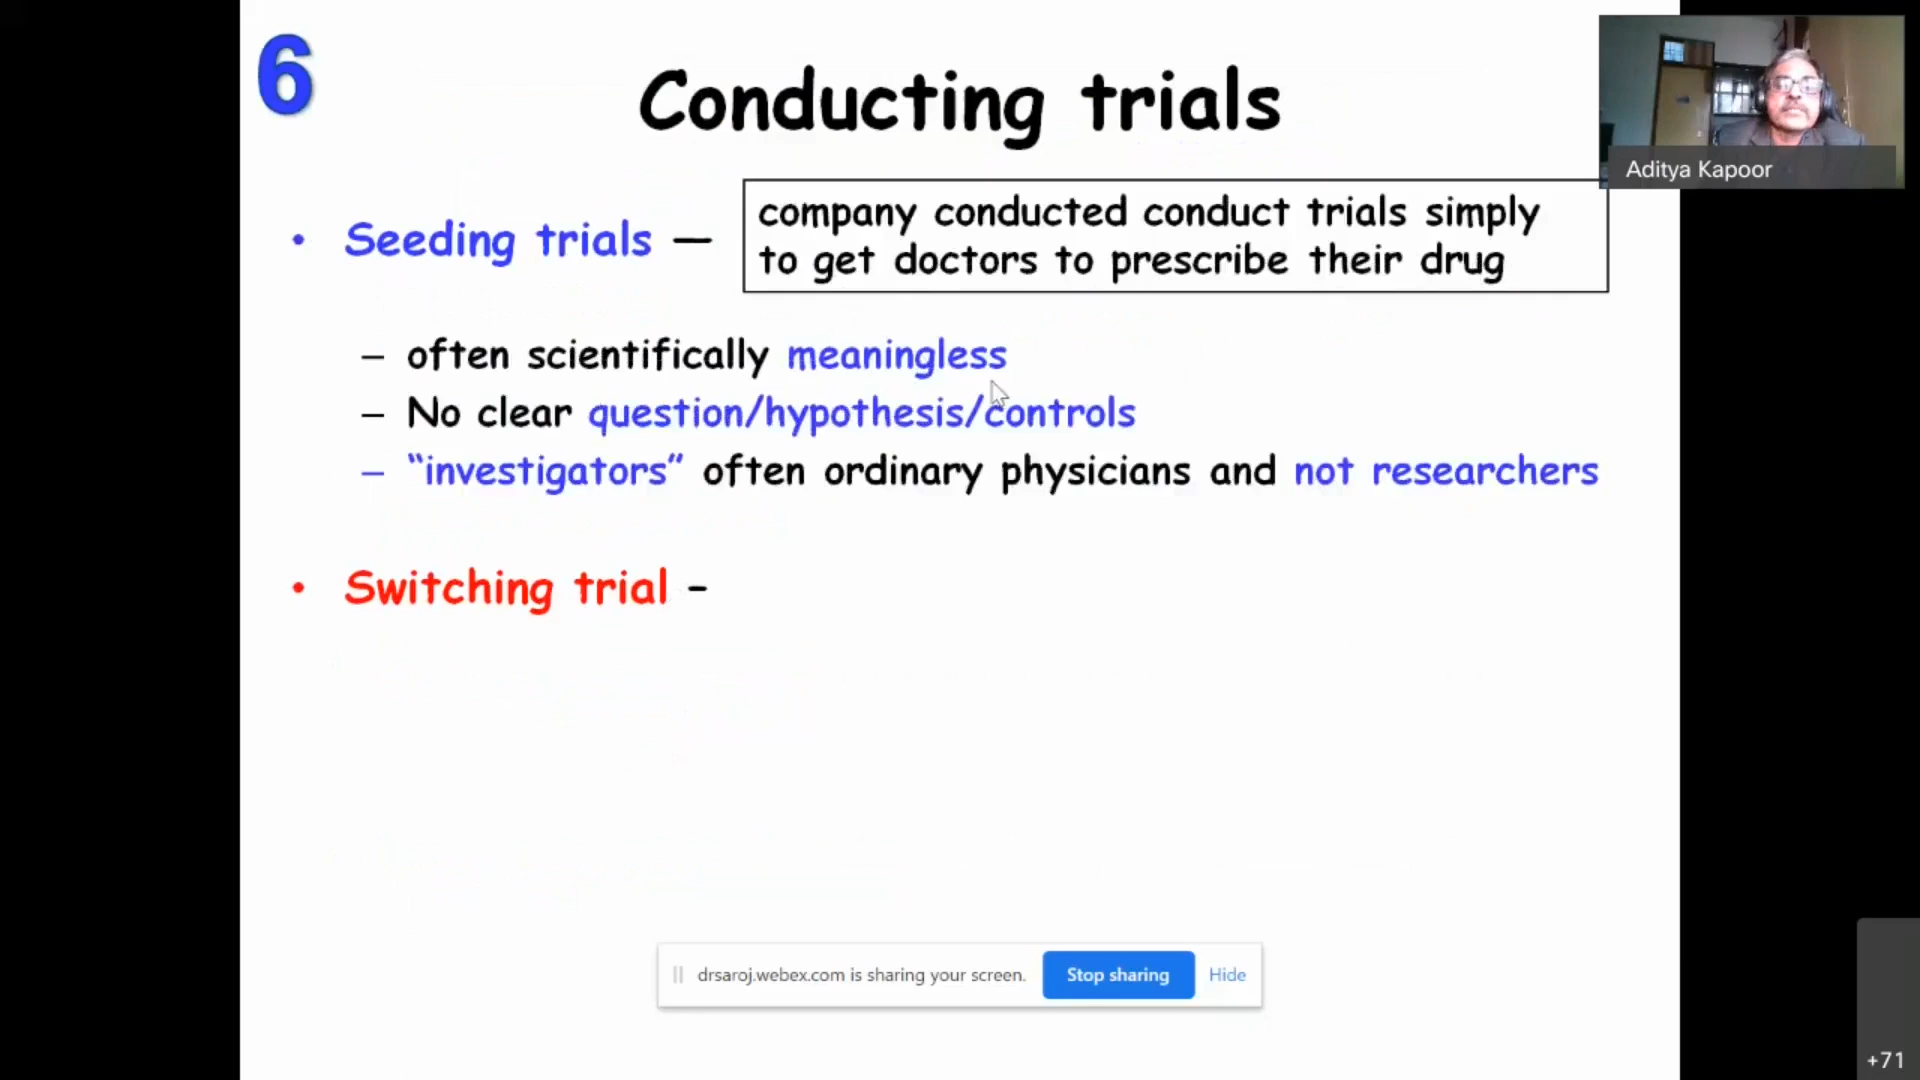 6
Conducting trials
Aditya Kapoor
• Seeding trials —
company conducted conduct trials simply
to get doctors to prescribe their drug
– often scientifically meaningless
– No clear question/hypothesis/controls
– “investigators” often ordinary physicians and not researchers
• Switching trial –
drsaroj.webex.com is sharing your screen. Stop sharing Hide
+71